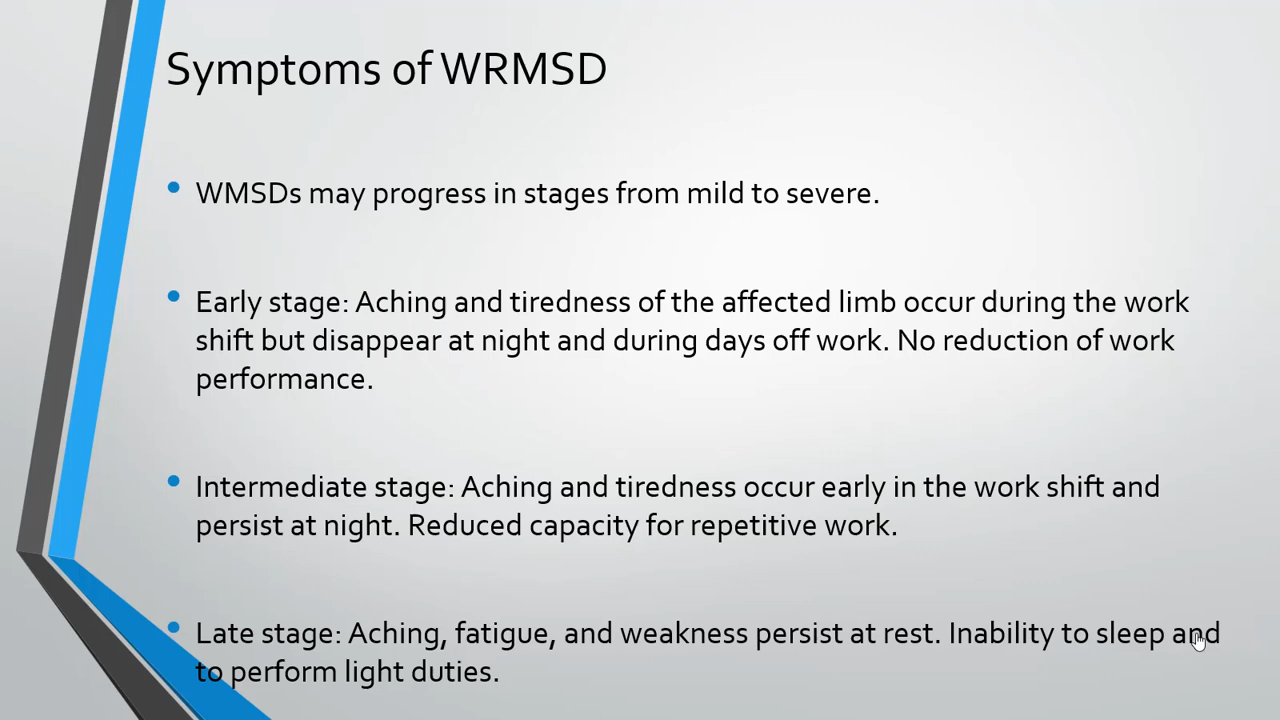 Symptoms of WRMSD
• WMSDs may progress in stages from mild to severe.
• Early stage: Aching and tiredness of the affected limb occur during the work
shift but disappear at night and during days off work. No reduction of work
performance.
• Intermediate stage: Aching and tiredness occur early in the work shift and
persist at night. Reduced capacity for repetitive work.
• Late stage: Aching, fatigue, and weakness persist at rest. Inability to sleep and
to perform light duties.